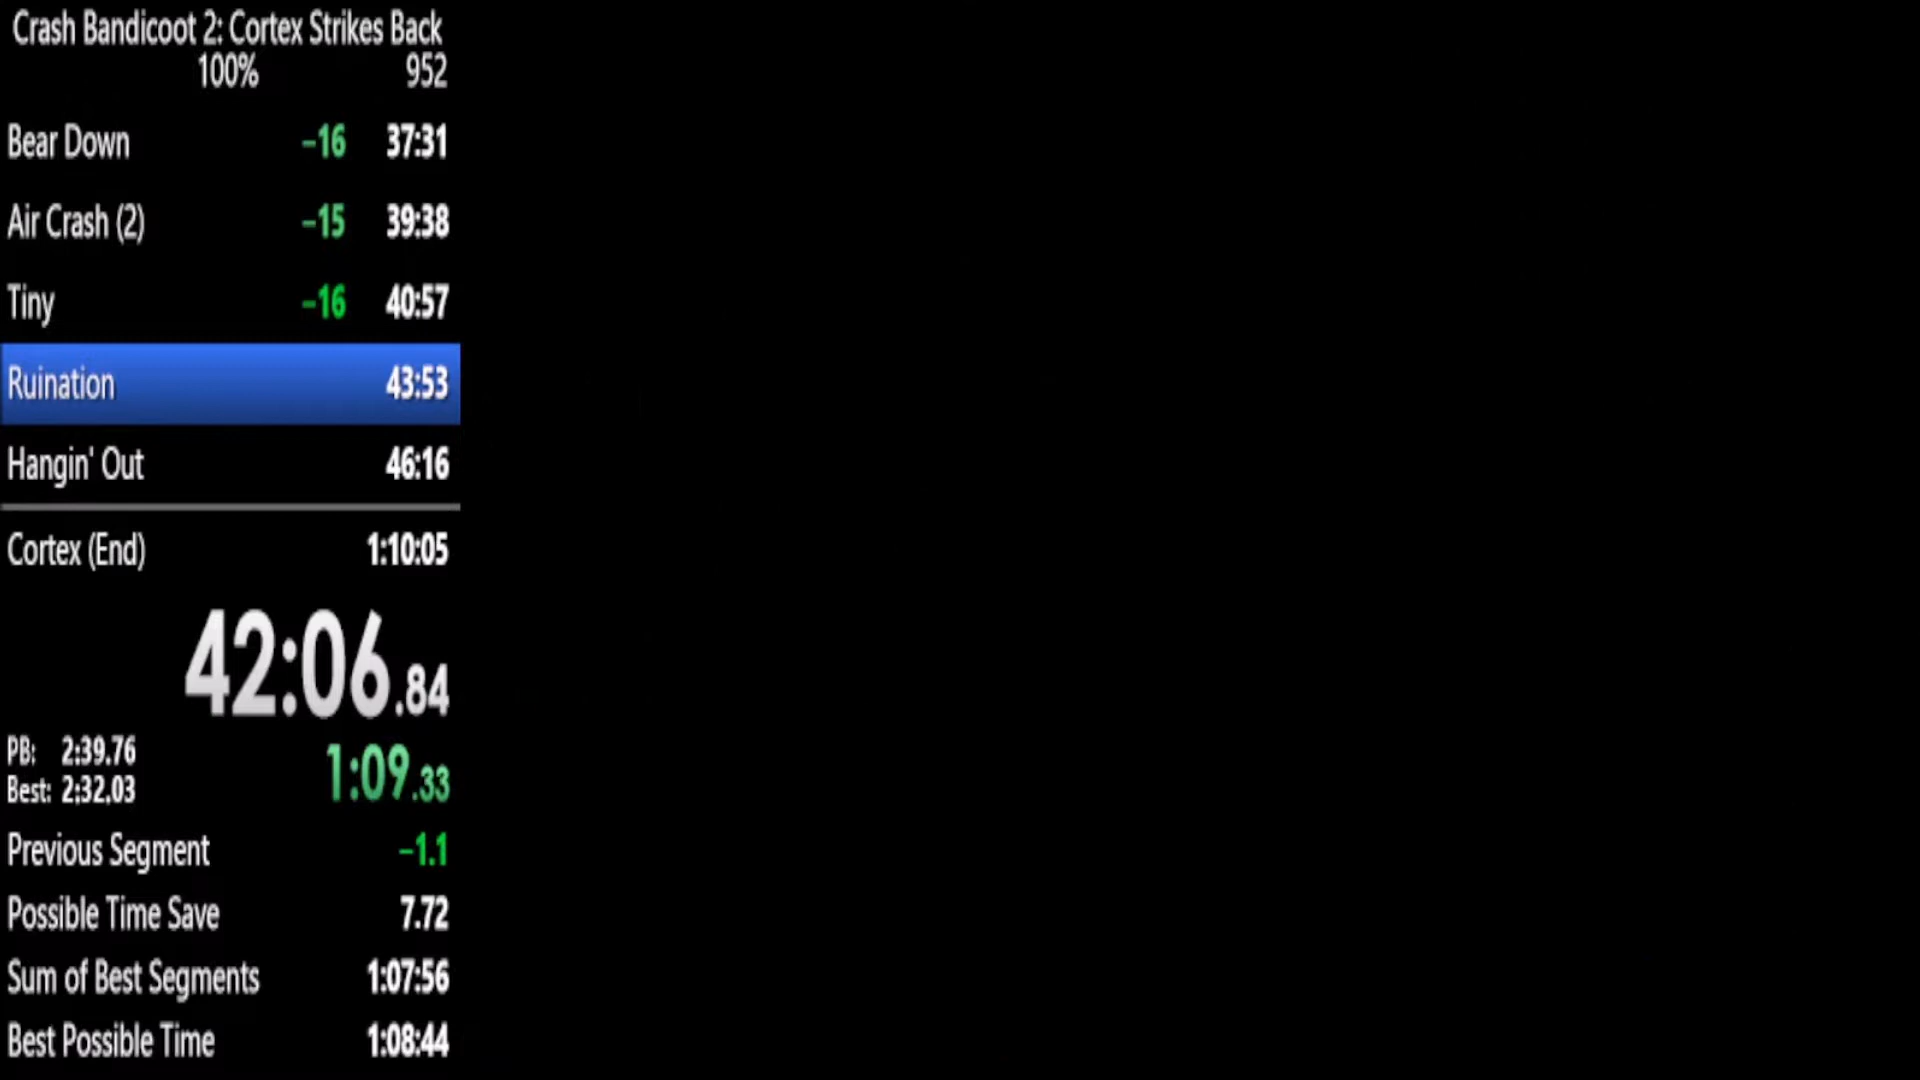 Crash Bandicoot 2: Cortex Strikes Back
100% 952
Bear Down −16 37:31
Air Crash (2) −15 39:38
Tiny −16 40:57
Ruination 43:53
Hangin' Out 46:16
Cortex (End) 1:10:05
42:06.84
PB: 2:39.76 1:09.33
Best: 2:32.03
Previous Segment −1.1
Possible Time Save 7.72
Sum of Best Segments 1:07:56
Best Possible Time 1:08:44